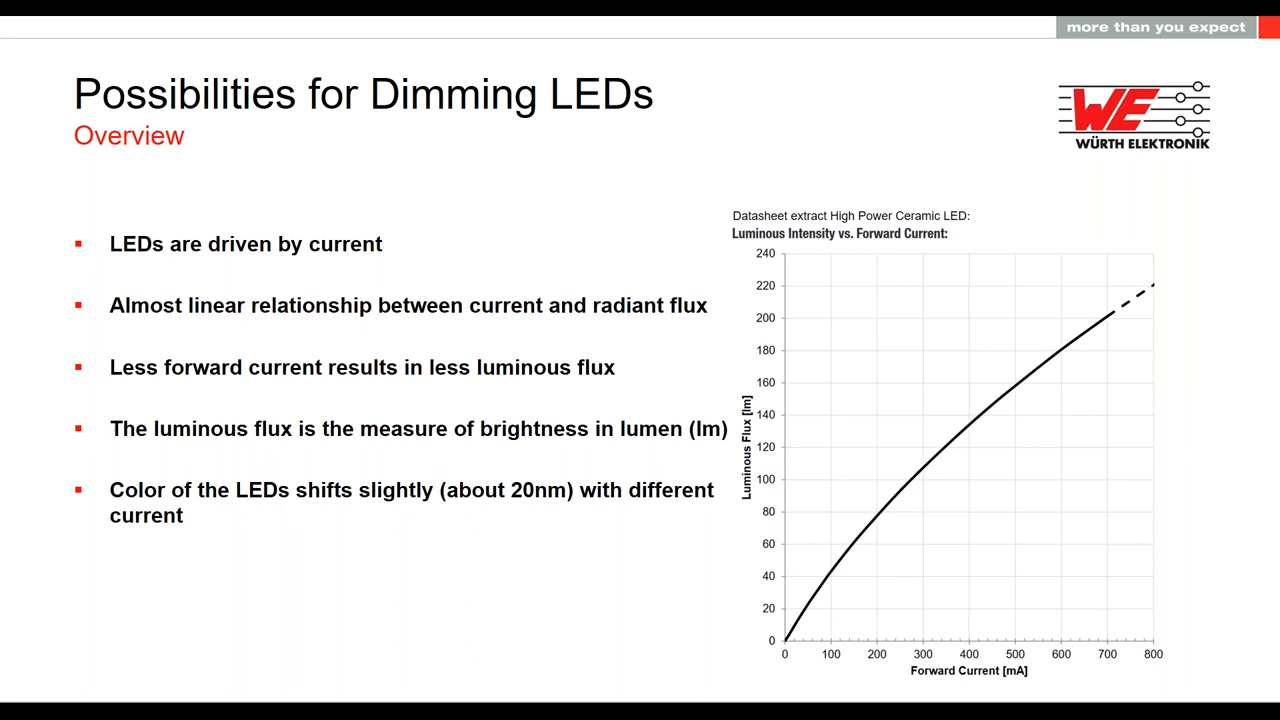 more than you expect
Possibilities for Dimming LEDs
Overview
WE
WÜRTH ELEKTRONIK
LEDs are driven by current
Almost linear relationship between current and radiant flux
Less forward current results in less luminous flux
The luminous flux is the measure of brightness in lumen (lm)
Color of the LEDs shifts slightly (about 20nm) with different
current
Datasheet extract High Power Ceramic LED:
Luminous Intensity vs. Forward Current:
240
220
200
180
160
140
120
100
80
60
40
20
0
Luminous Flux [lm]
0 100 200 300 400 500 600 700 800
Forward Current [mA]